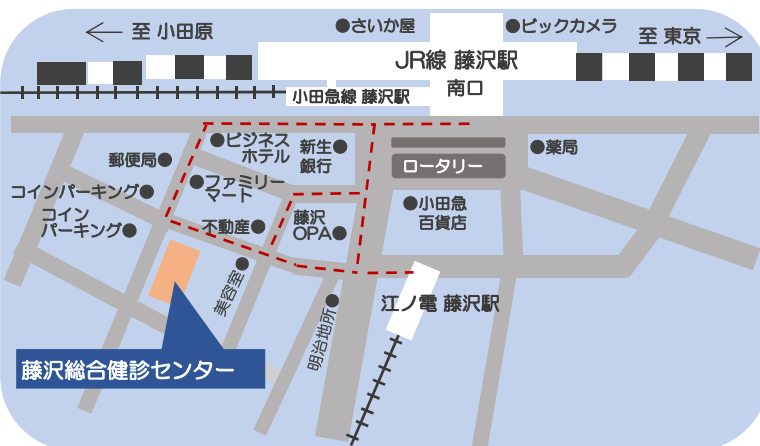 至 小田原
さいか屋
ビックカメラ
至 東京
JR線 藤沢駅
南口
小田急線 藤沢駅
ビジネス
ホテル
新生
銀行
薬局
郵便局
ロータリー
ファミリー
マート
コインパーキング
コイン
パーキング
小田急
百貨店
不動産
藤沢
OPA
美容室
明治地所
江ノ電 藤沢駅
藤沢総合健診センター